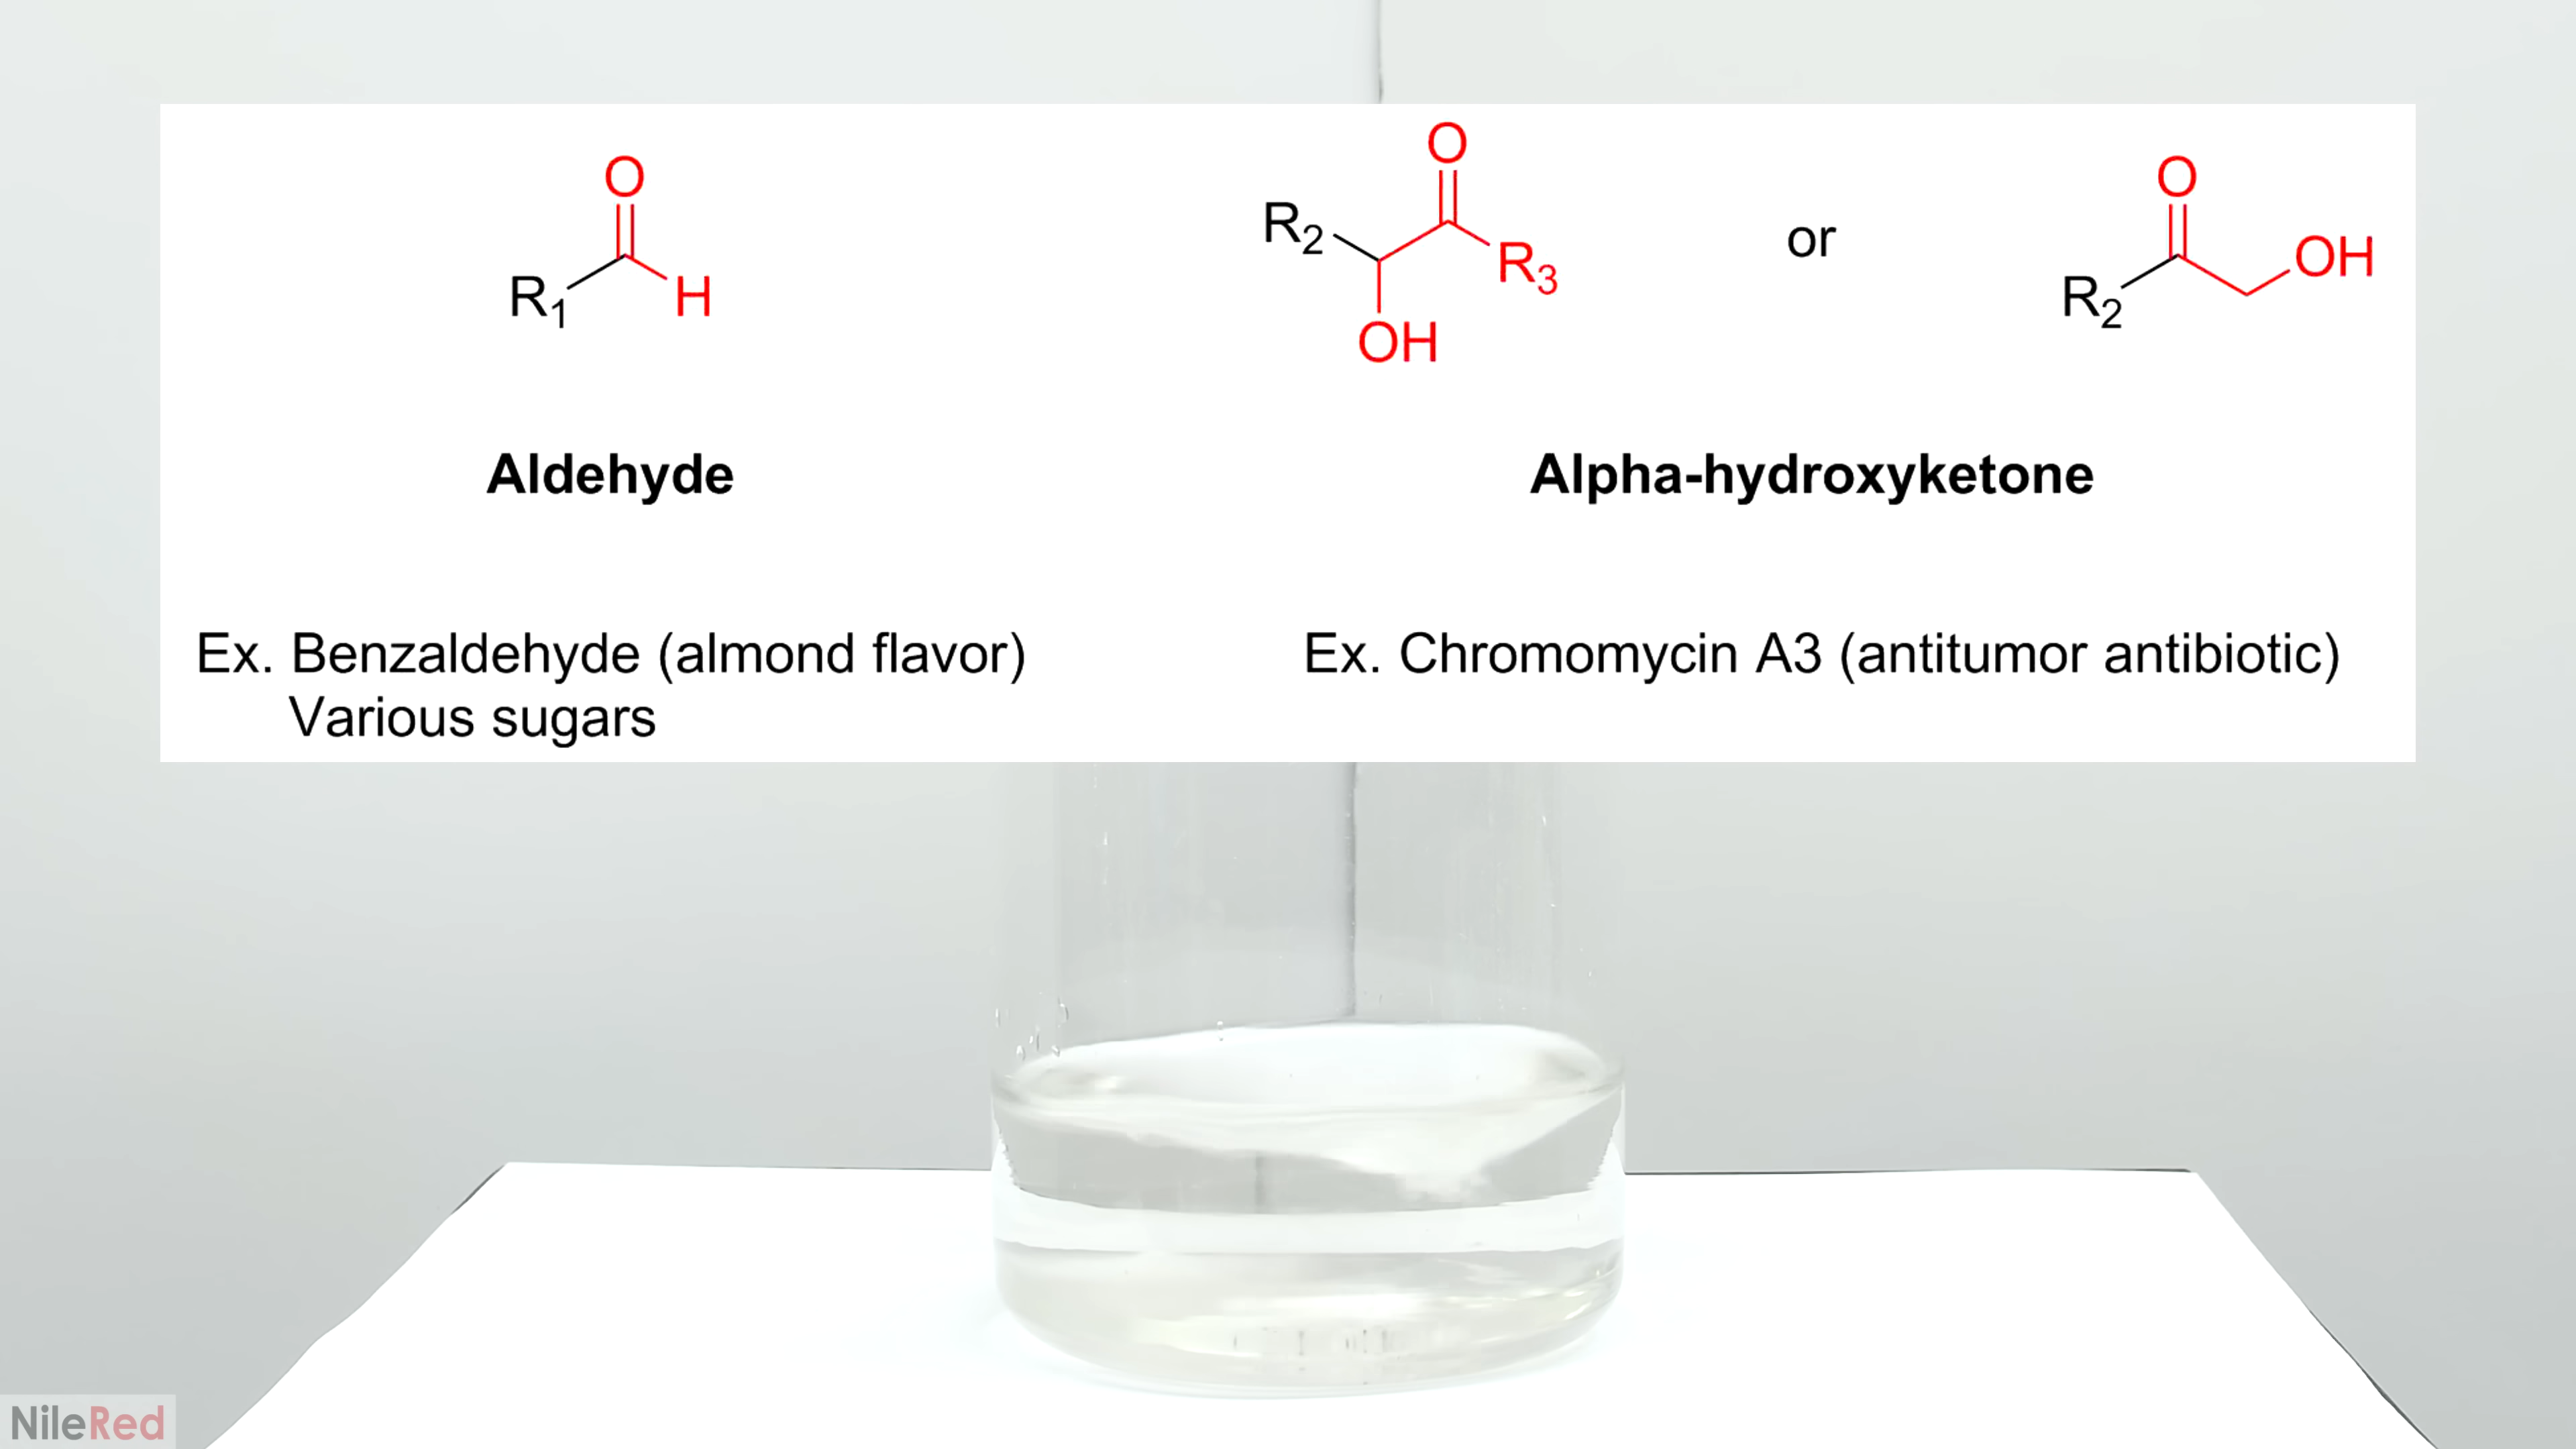 O
R1
H
Aldehyde
Ex. Benzaldehyde (almond flavor)
Various sugars
O
R2
R3
OH
or
O
R2
OH
Alpha-hydroxyketone
Ex. Chromomycin A3 (antitumor antibiotic)
NileRed